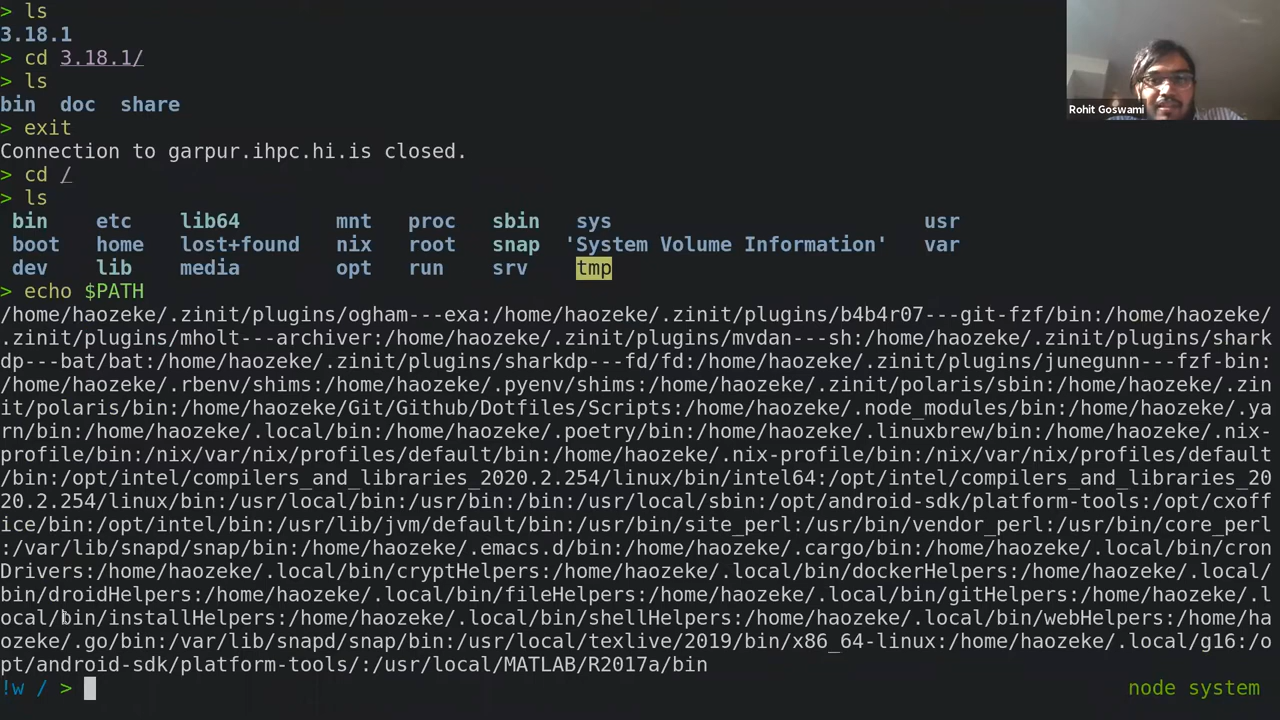 > ls
3.18.1
> cd 3.18.1/
> ls
bin  doc  share
> exit
Connection to garpur.ihpc.hi.is closed.
> cd /
> ls
bin    etc   lib64       mnt  proc  sbin   sys                         usr
boot   home  lost+found  nix  root  snap  'System Volume Information'  var
dev    lib   media       opt  run   srv    tmp
> echo $PATH
/home/haozeke/.zinit/plugins/ogham---exa:/home/haozeke/.zinit/plugins/b4b4r07---git-fzf/bin:/home/haozeke/
.zinit/plugins/mholt---archiver:/home/haozeke/.zinit/plugins/mvdan---sh:/home/haozeke/.zinit/plugins/shark
dp---bat/bat:/home/haozeke/.zinit/plugins/sharkdp---fd/fd:/home/haozeke/.zinit/plugins/junegunn---fzf-bin:
/home/haozeke/.rbenv/shims:/home/haozeke/.pyenv/shims:/home/haozeke/.zinit/polaris/sbin:/home/haozeke/.zin
it/polaris/bin:/home/haozeke/Git/Github/Dotfiles/Scripts:/home/haozeke/.node_modules/bin:/home/haozeke/.ya
rn/bin:/home/haozeke/.local/bin:/home/haozeke/.poetry/bin:/home/haozeke/.linuxbrew/bin:/home/haozeke/.nix-
profile/bin:/nix/var/nix/profiles/default/bin:/home/haozeke/.nix-profile/bin:/nix/var/nix/profiles/default
/bin:/opt/intel/compilers_and_libraries_2020.2.254/linux/bin/intel64:/opt/intel/compilers_and_libraries_20
20.2.254/linux/bin:/usr/local/bin:/usr/bin:/bin:/usr/local/sbin:/opt/android-sdk/platform-tools:/opt/cxoff
ice/bin:/opt/intel/bin:/usr/lib/jvm/default/bin:/usr/bin/site_perl:/usr/bin/vendor_perl:/usr/bin/core_perl
:/var/lib/snapd/snap/bin:/home/haozeke/.emacs.d/bin:/home/haozeke/.cargo/bin:/home/haozeke/.local/bin/cron
Drivers:/home/haozeke/.local/bin/cryptHelpers:/home/haozeke/.local/bin/dockerHelpers:/home/haozeke/.local/
bin/droidHelpers:/home/haozeke/.local/bin/fileHelpers:/home/haozeke/.local/bin/gitHelpers:/home/haozeke/.l
ocal/bin/installHelpers:/home/haozeke/.local/bin/shellHelpers:/home/haozeke/.local/bin/webHelpers:/home/ha
ozeke/.go/bin:/var/lib/snapd/snap/bin:/usr/local/texlive/2019/bin/x86_64-linux:/home/haozeke/.local/g16:/o
pt/android-sdk/platform-tools/:/usr/local/MATLAB/R2017a/bin
!w / >
node system
Rohit Goswami